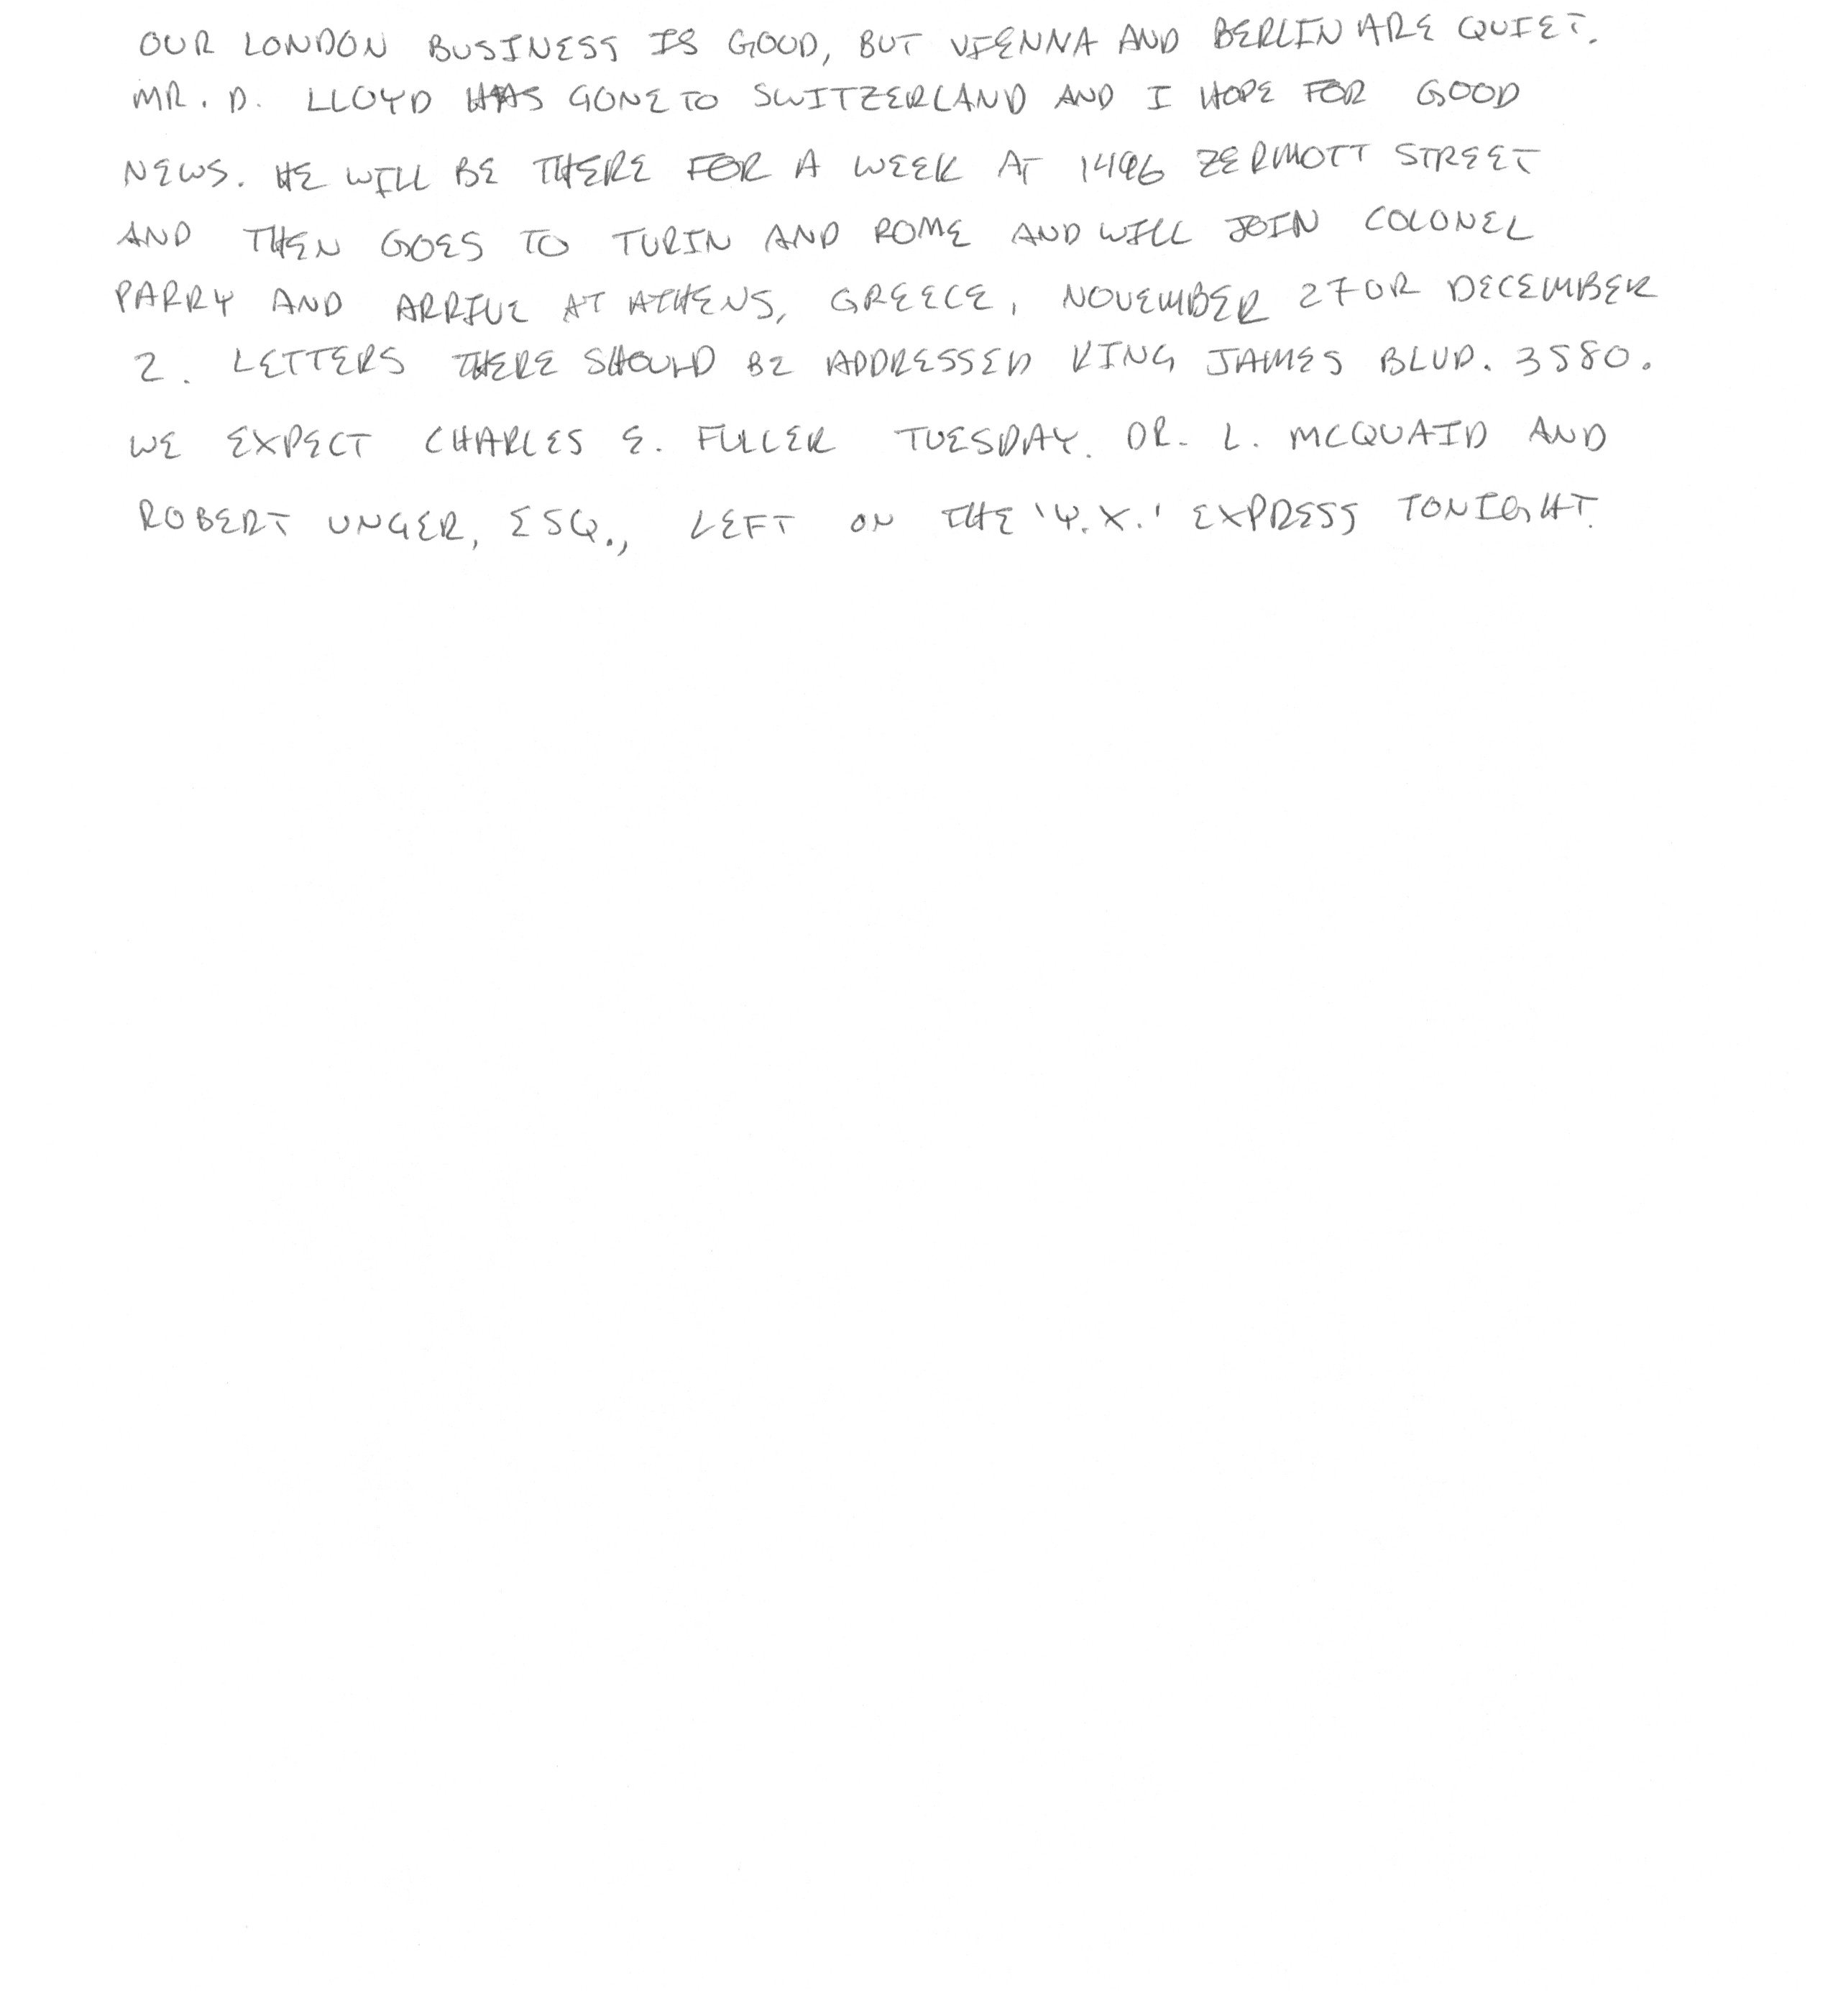 OUR LONDON BUSINESS IS GOOD, BUT VIENNA AND BERLIN ARE QUIET.
MR. D. LLOYD HAS GONE TO SWITZERLAND AND I HOPE FOR GOOD
NEWS. HE WILL BE THERE FOR A WEEK AT 1496 ZERMOTT STREET
AND THEN GOES TO TURIN AND ROME AND WILL JOIN COLONEL
PARRY AND ARRIVE AT ATHENS, GREECE, NOVEMBER 27 OR DECEMBER
2. LETTERS THERE SHOULD BE ADDRESSED KING JAMES BLVD. 3580.
WE EXPECT CHARLES E. FULLER TUESDAY. DR. L. MCQUAID AND
ROBERT UNGER, ESQ., LEFT ON THE 'Y.X.' EXPRESS TONIGHT.